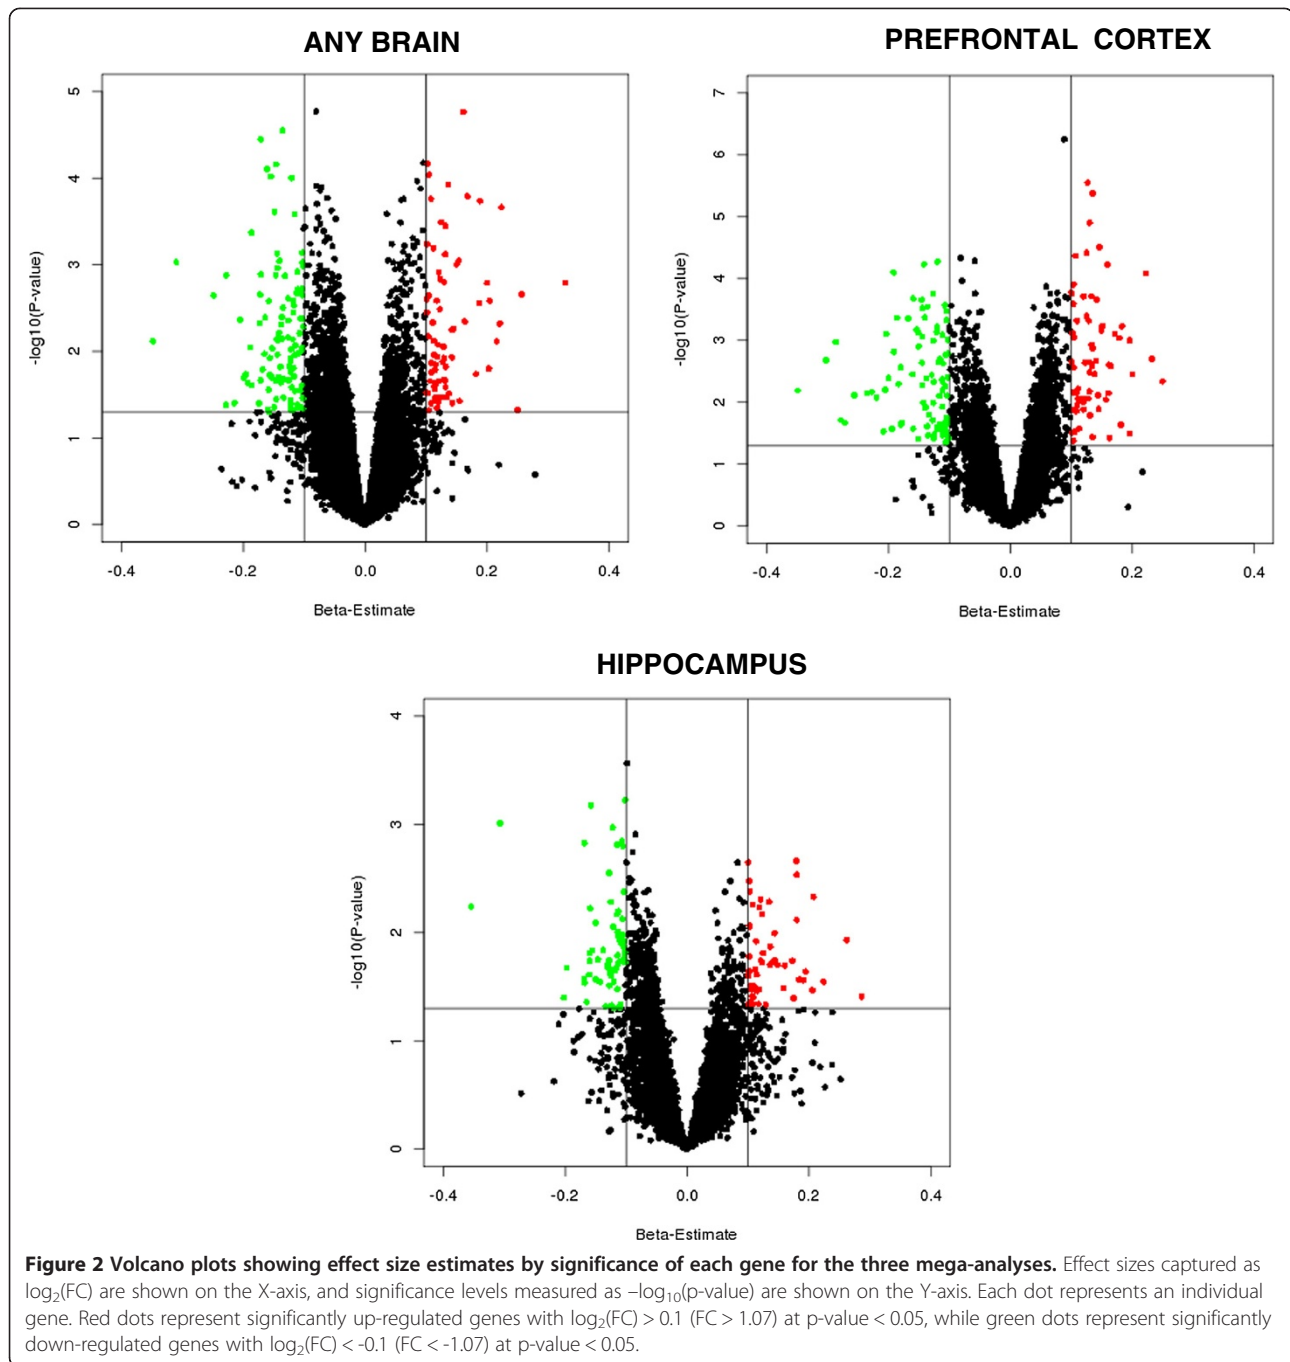 ANY BRAIN
5
4
3
2
1
0
-log10(P-value)
-0.4 -0.2 0.0 0.2 0.4
Beta-Estimate
PREFRONTAL CORTEX
7
6
5
4
3
2
1
0
-log10(P-value)
-0.4 -0.2 0.0 0.2 0.4
Beta-Estimate
HIPPOCAMPUS
4
3
2
1
0
-log10(P-value)
-0.4 -0.2 0.0 0.2 0.4
Beta-Estimate
Figure 2 Volcano plots showing effect size estimates by significance of each gene for the three mega-analyses. Effect sizes captured as
log₂(FC) are shown on the X-axis, and significance levels measured as –log₁₀(p-value) are shown on the Y-axis. Each dot represents an individual
gene. Red dots represent significantly up-regulated genes with log₂(FC) > 0.1 (FC > 1.07) at p-value < 0.05, while green dots represent significantly
down-regulated genes with log₂(FC) < -0.1 (FC < -1.07) at p-value < 0.05.